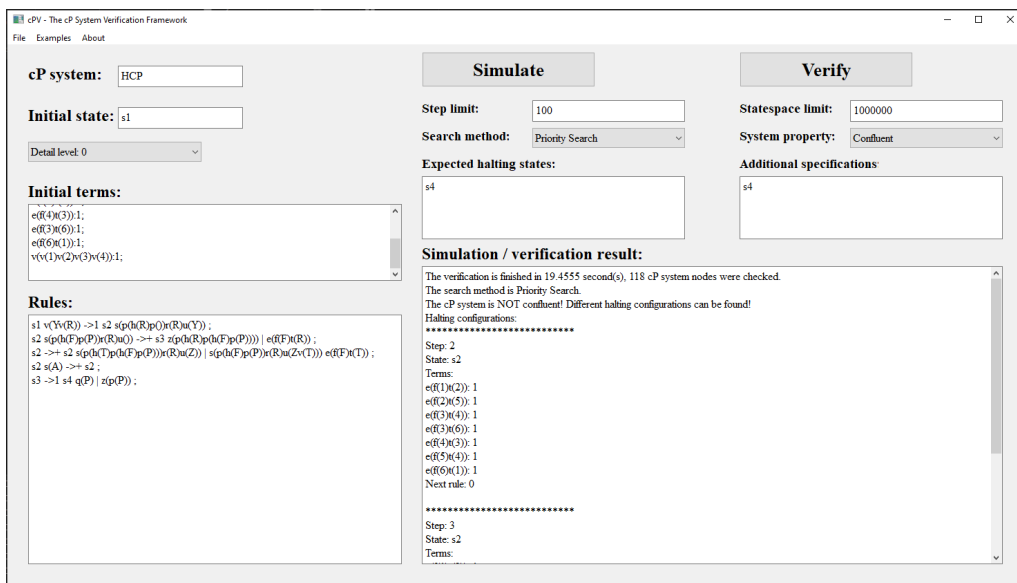 cPV - The cP System Verification Framework
File Examples About
cP system: HCP
Initial state: s1
Detail level: 0
Initial terms:
e(f(4)t(3)):1;
e(f(3)t(6)):1;
e(f(6)t(1)):1;
v(v(1)v(2)v(3)v(4)):1;
Rules:
s1 v(Yv(R)) ->1 s2 s(p(h(R)p())r(R)u(Y)) ;
s2 s(p(h(F)p(P))r(R)u()) ->+ s3 z(p(h(R)p(h(F)p(P)))) | e(f(F)t(R)) ;
s2 ->+ s2 s(p(h(T)p(h(F)p(P)))r(R)u(Z)) | s(p(h(F)p(P))r(R)u(Zv(T))) e(f(F)t(T)) ;
s2 s(A) ->+ s2 ;
s3 ->1 s4 q(P) | z(p(P)) ;
Simulate
Step limit: 100
Search method: Priority Search
Expected halting states:
s4
Verify
Statespace limit: 1000000
System property: Confluent
Additional specifications
s4
Simulation / verification result:
The verification is finished in 19.4555 second(s), 118 cP system nodes were checked.
The search method is Priority Search.
The cP system is NOT confluent! Different halting configurations can be found!
Halting configurations:
***************************
Step: 2
State: s2
Terms:
e(f(1)t(2)): 1
e(f(2)t(5)): 1
e(f(3)t(4)): 1
e(f(3)t(6)): 1
e(f(4)t(3)): 1
e(f(5)t(4)): 1
e(f(6)t(1)): 1
Next rule: 0
***************************
Step: 3
State: s2
Terms: